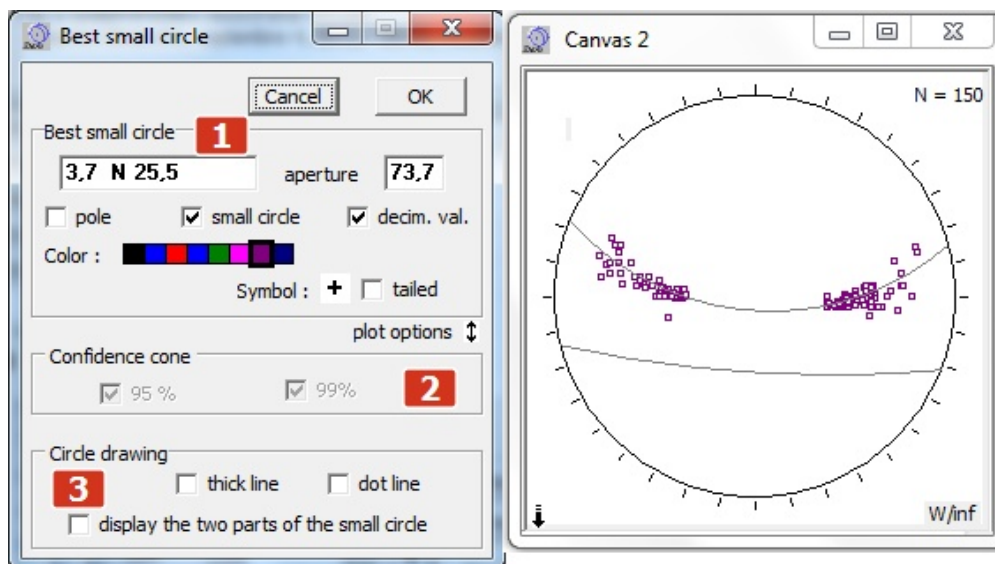 Best small circle
Cancel
OK
Best small circle
1
3,7 N 25,5
aperture
73,7
pole
small circle
decim. val.
Color :
Symbol : +
tailed
plot options
Confidence cone
95 %
99%
2
Circle drawing
3
thick line
dot line
display the two parts of the small circle
Canvas 2
N = 150
W/inf